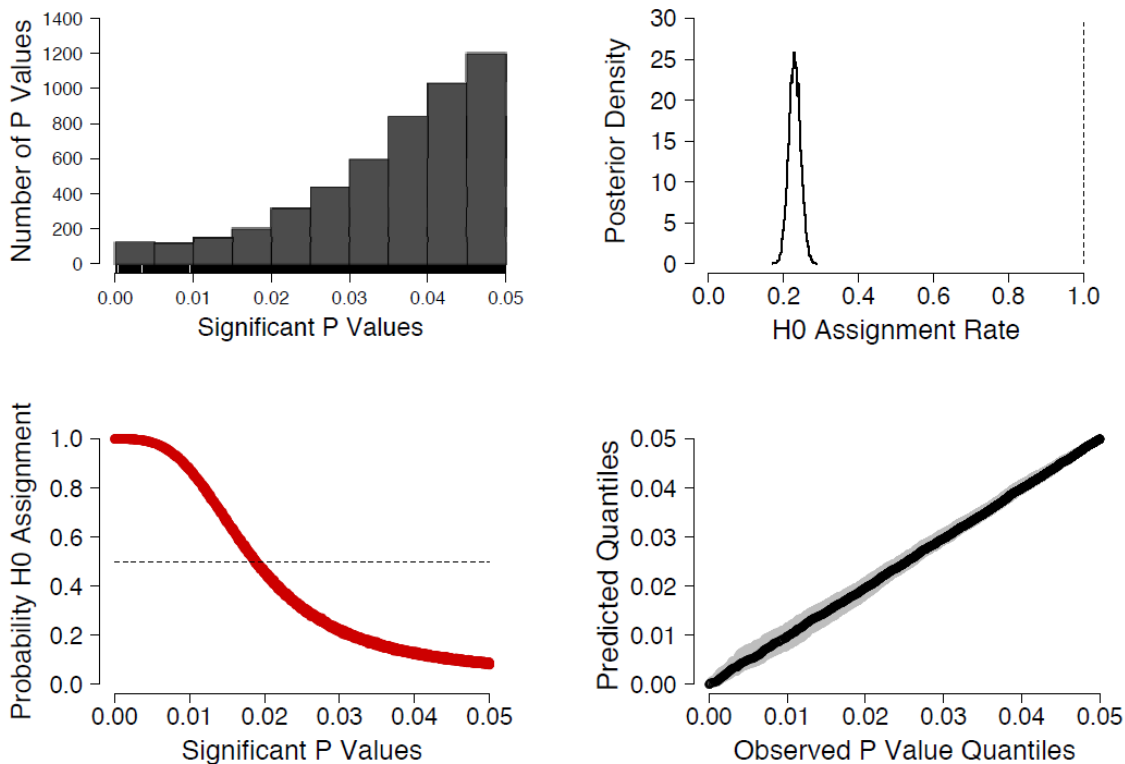 Number of P Values
1400
1200
1000
800
600
400
200
0
0.00 0.01 0.02 0.03 0.04 0.05
Significant P Values
Posterior Density
30
25
20
15
10
5
0
0.0 0.2 0.4 0.6 0.8 1.0
H0 Assignment Rate
Probability H0 Assignment
1.0
0.8
0.6
0.4
0.2
0.0
0.00 0.01 0.02 0.03 0.04 0.05
Significant P Values
Predicted Quantiles
0.05
0.04
0.03
0.02
0.01
0.00
0.00 0.01 0.02 0.03 0.04 0.05
Observed P Value Quantiles